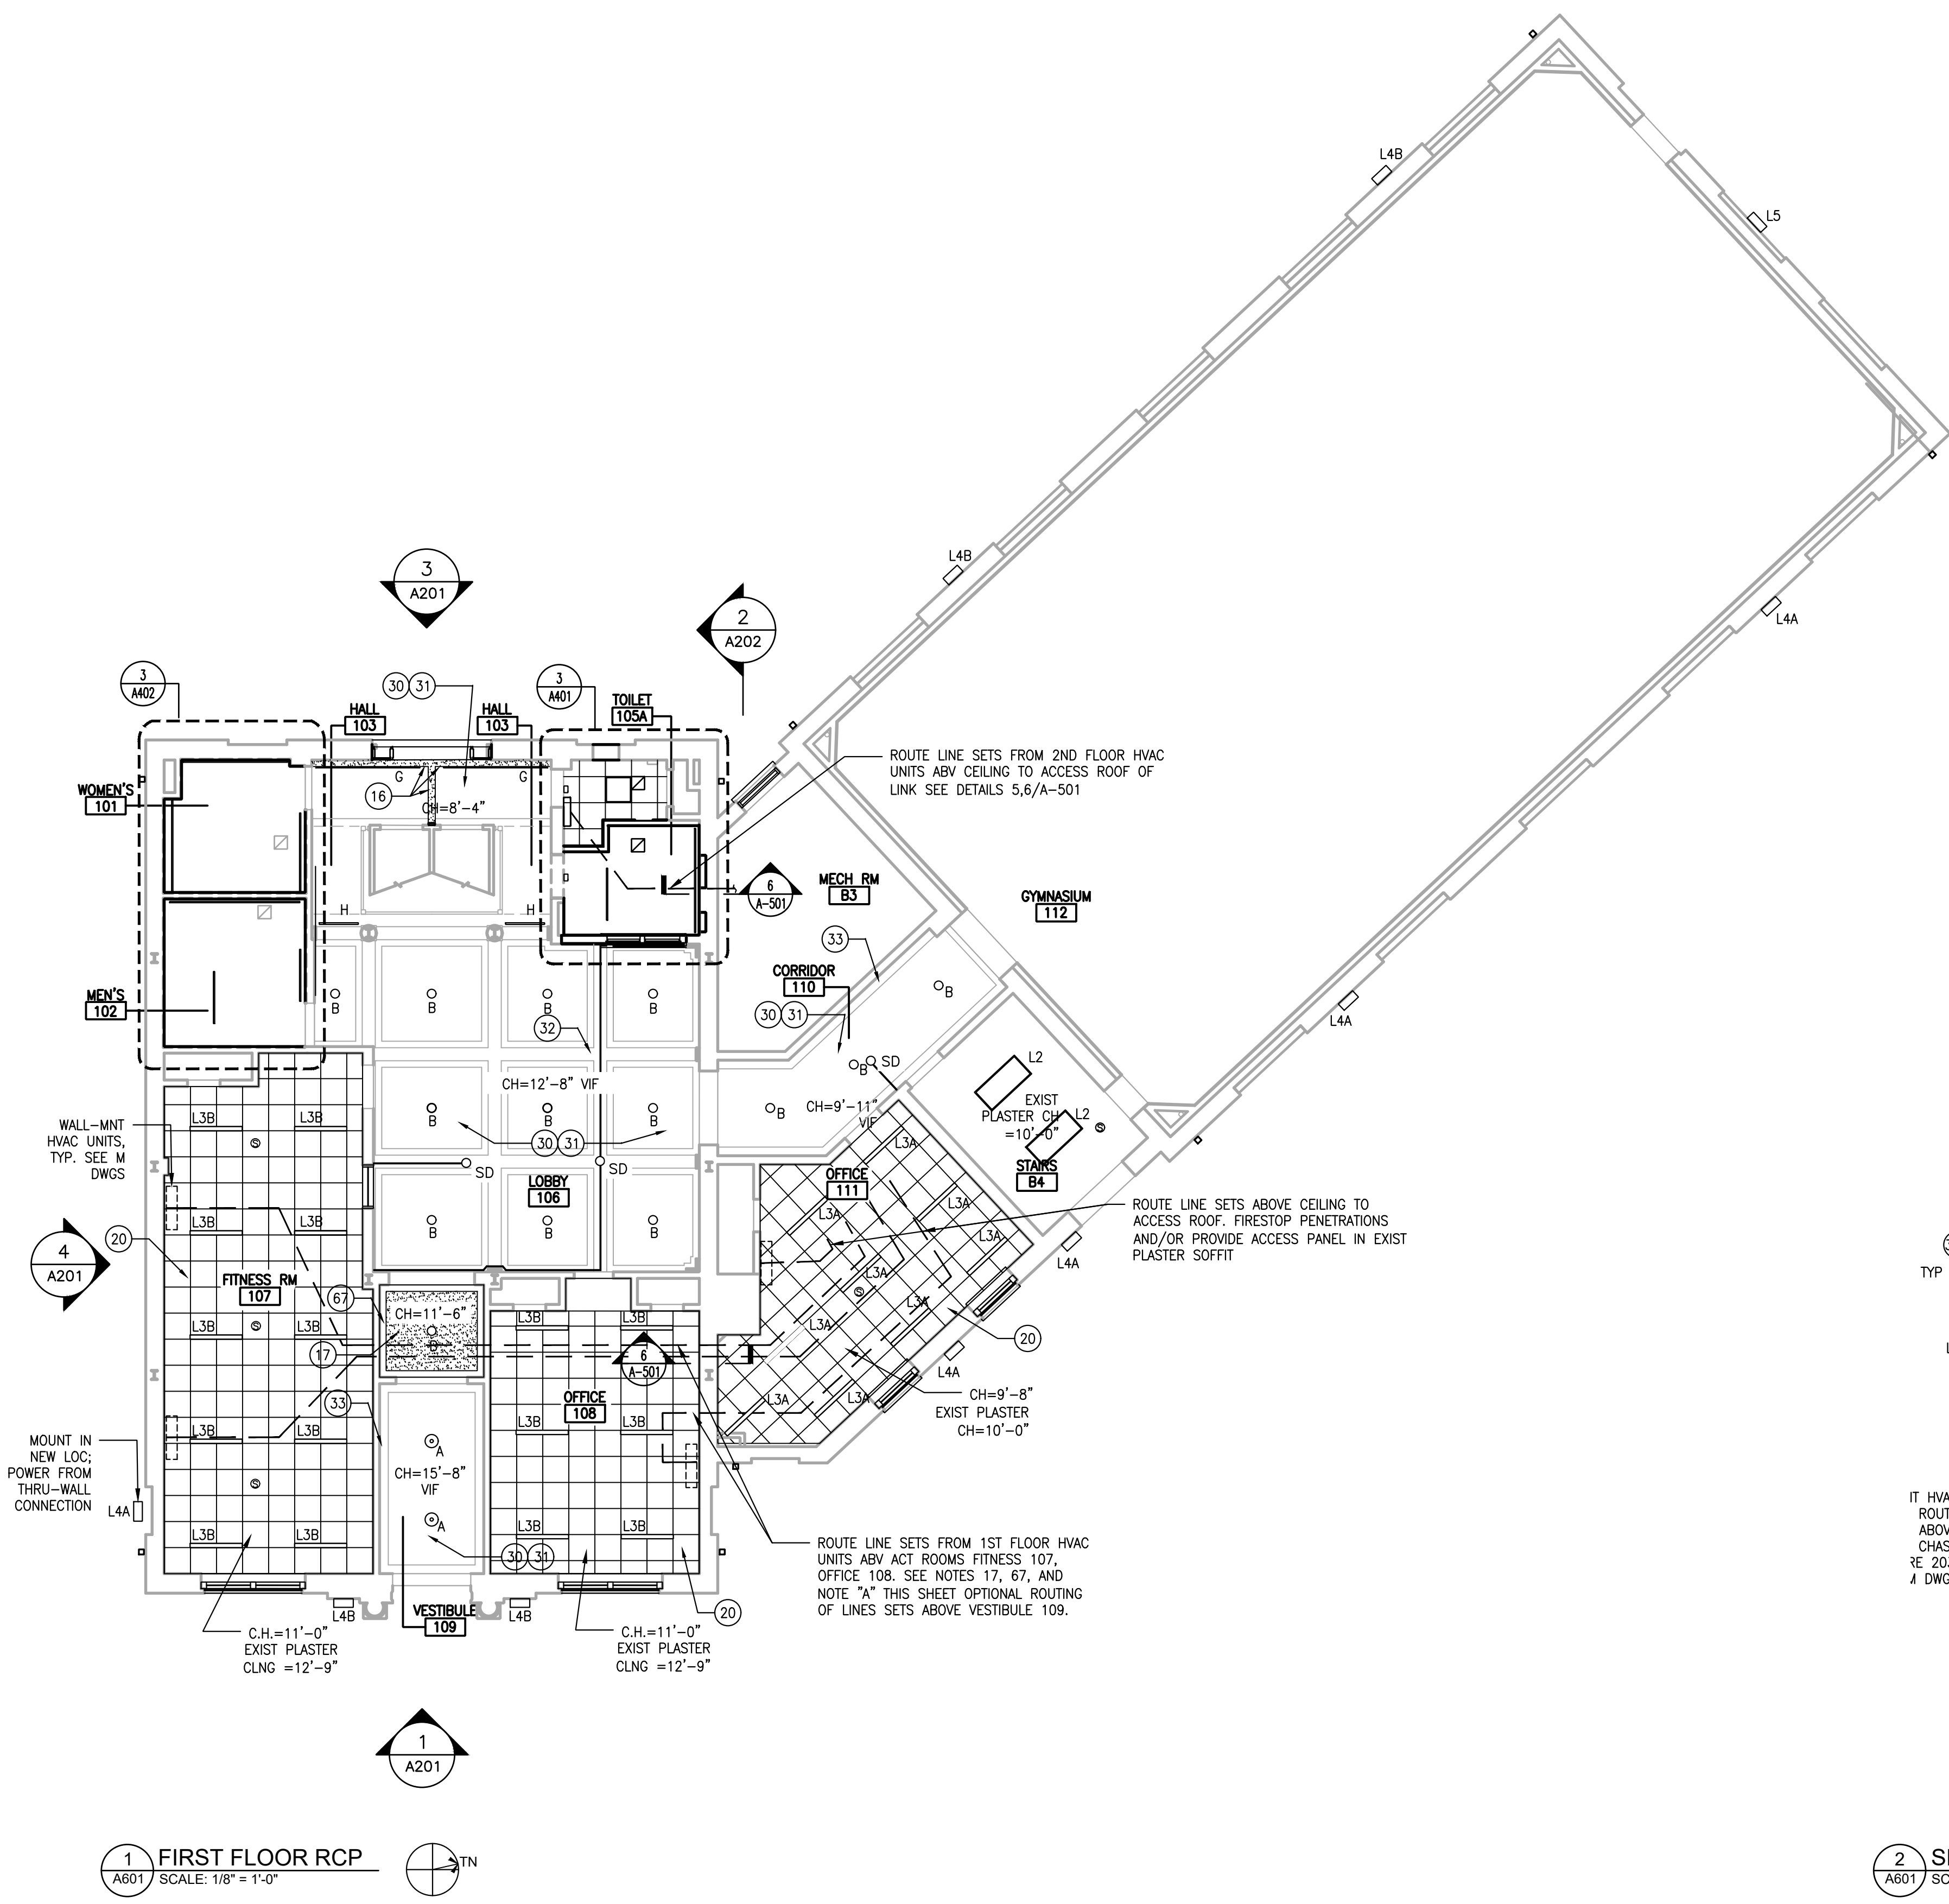 L4B
L5
L4B
L4A
3
A201
2
A202
3
A402
30 31
3
A401
TOILET
105A
HALL
103
HALL
103
ROUTE LINE SETS FROM 2ND FLOOR HVAC
UNITS ABV CEILING TO ACCESS ROOF OF
LINK SEE DETAILS 5,6/A-501
G
G
16
CH=8'-4"
WOMEN'S
101
6
A-501
MECH RM
B3
GYMNASIUM
112
H
H
33
CORRIDOR
110
MEN'S
102
B
B
B
B
B
30 31
L4A
32
CH=12'-8" VIF
B
SD
L2
EXIST
PLASTER CH
=10'-0"
L2
S
STAIRS
B4
WALL-MNT
HVAC UNITS,
TYP. SEE M
DWGS
L3B
L3B
S
B
B
B
B
CH=9'-11"
VIF
30 31
L3A
SD
SD
LOBBY
106
OFFICE
111
L3A
L3A
L3A
ROUTE LINE SETS ABOVE CEILING TO
ACCESS ROOF. FIRESTOP PENETRATIONS
AND/OR PROVIDE ACCESS PANEL IN EXIST
PLASTER SOFFIT
L3B
L3B
B
B
B
20
4
A201
L4A
TYP
FITNESS RM
107
67
CH=11'-6"
B
L3A
S
L3A
L3A
L3B
S
L3B
L3B
L3B
20
17
6
A-501
L4A
33
OFFICE
108
L3A
L3A
CH=9'-8"
EXIST PLASTER
CH=10'-0"
L3B
L3B
L3B
L3B
A
MOUNT IN
NEW LOC;
POWER FROM
THRU-WALL
CONNECTION
L4A
S
CH=15'-8"
VIF
A
L3B
L3B
L3B
L3B
30 31
ROUTE LINE SETS FROM 1ST FLOOR HVAC
UNITS ABV ACT ROOMS FITNESS 107,
OFFICE 108. SEE NOTES 17, 67, AND
NOTE "A" THIS SHEET OPTIONAL ROUTING
OF LINES SETS ABOVE VESTIBULE 109.
IT HVA
ROUT
ABOV
CHAS
RE 203
M DWG
L4B
VESTIBULE
109
L4B
20
C.H.=11'-0"
EXIST PLASTER
CLNG =12'-9"
C.H.=11'-0"
EXIST PLASTER
CLNG =12'-9"
1
A201
1
A601
FIRST FLOOR RCP
SCALE: 1/8" = 1'-0"
TN
2
A601